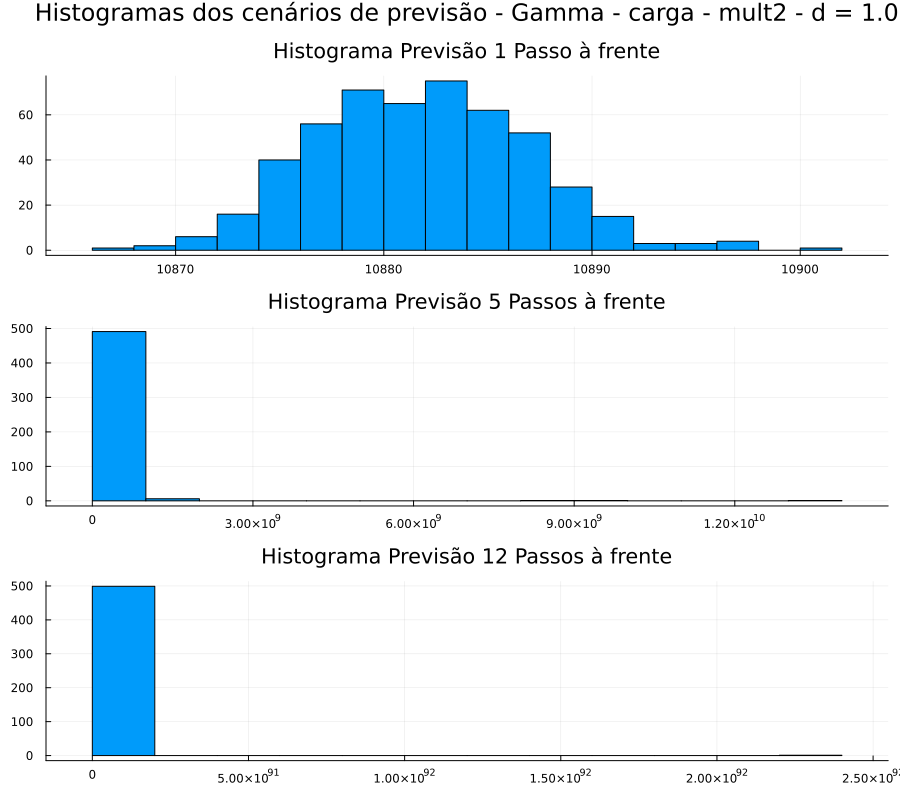 Histogramas dos cenários de previsão - Gamma - carga - mult2 - d = 1.0
Histograma Previsão 1 Passo à frente
60
40
20
0
10870 10880 10890 10900
Histograma Previsão 5 Passos à frente
500
400
300
200
100
0
0 3.00×10⁹ 6.00×10⁹ 9.00×10⁹ 1.20×10¹⁰
Histograma Previsão 12 Passos à frente
500
400
300
200
100
0
0 5.00×10⁹¹ 1.00×10⁹² 1.50×10⁹² 2.00×10⁹² 2.50×10⁹²